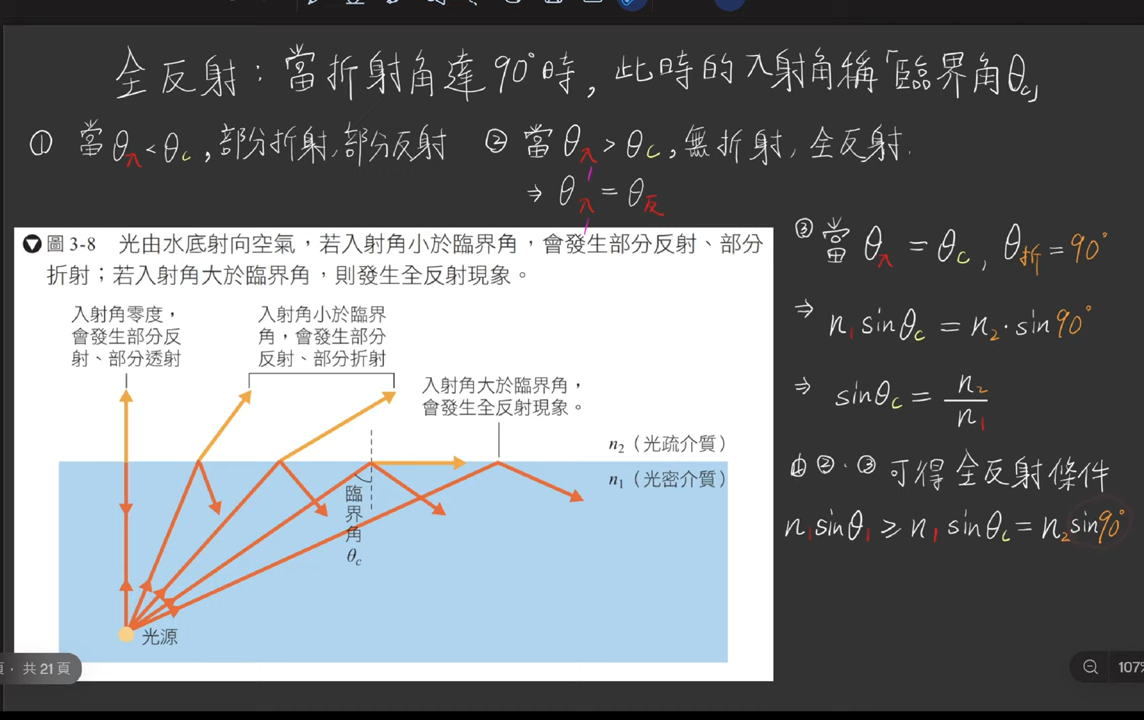 全反射：當折射角達90°時，此時的入射角稱「臨界角θc」
① 當θ入<θc，部分折射，部分反射
② 當θ入>θc，無折射，全反射．
⇒ θ入=θ反
圖 3-8 光由水底射向空氣，若入射角小於臨界角，會發生部分反射、部分
折射；若入射角大於臨界角，則發生全反射現象。
入射角零度，
會發生部分反
射、部分透射
入射角小於臨界
角，會發生部分
反射、部分折射
入射角大於臨界角，
會發生全反射現象。
n₂（光疏介質）
n₁（光密介質）
臨
界
角
θc
光源
③ 當θ入=θc，θ折=90°
⇒ n₁sinθc=n₂·sin90°
⇒ sinθc=n₂/n₁
由②·③可得全反射條件
n₁sinθ₁≥n₁sinθc=n₂sin90°
頁，共 21 頁
107%